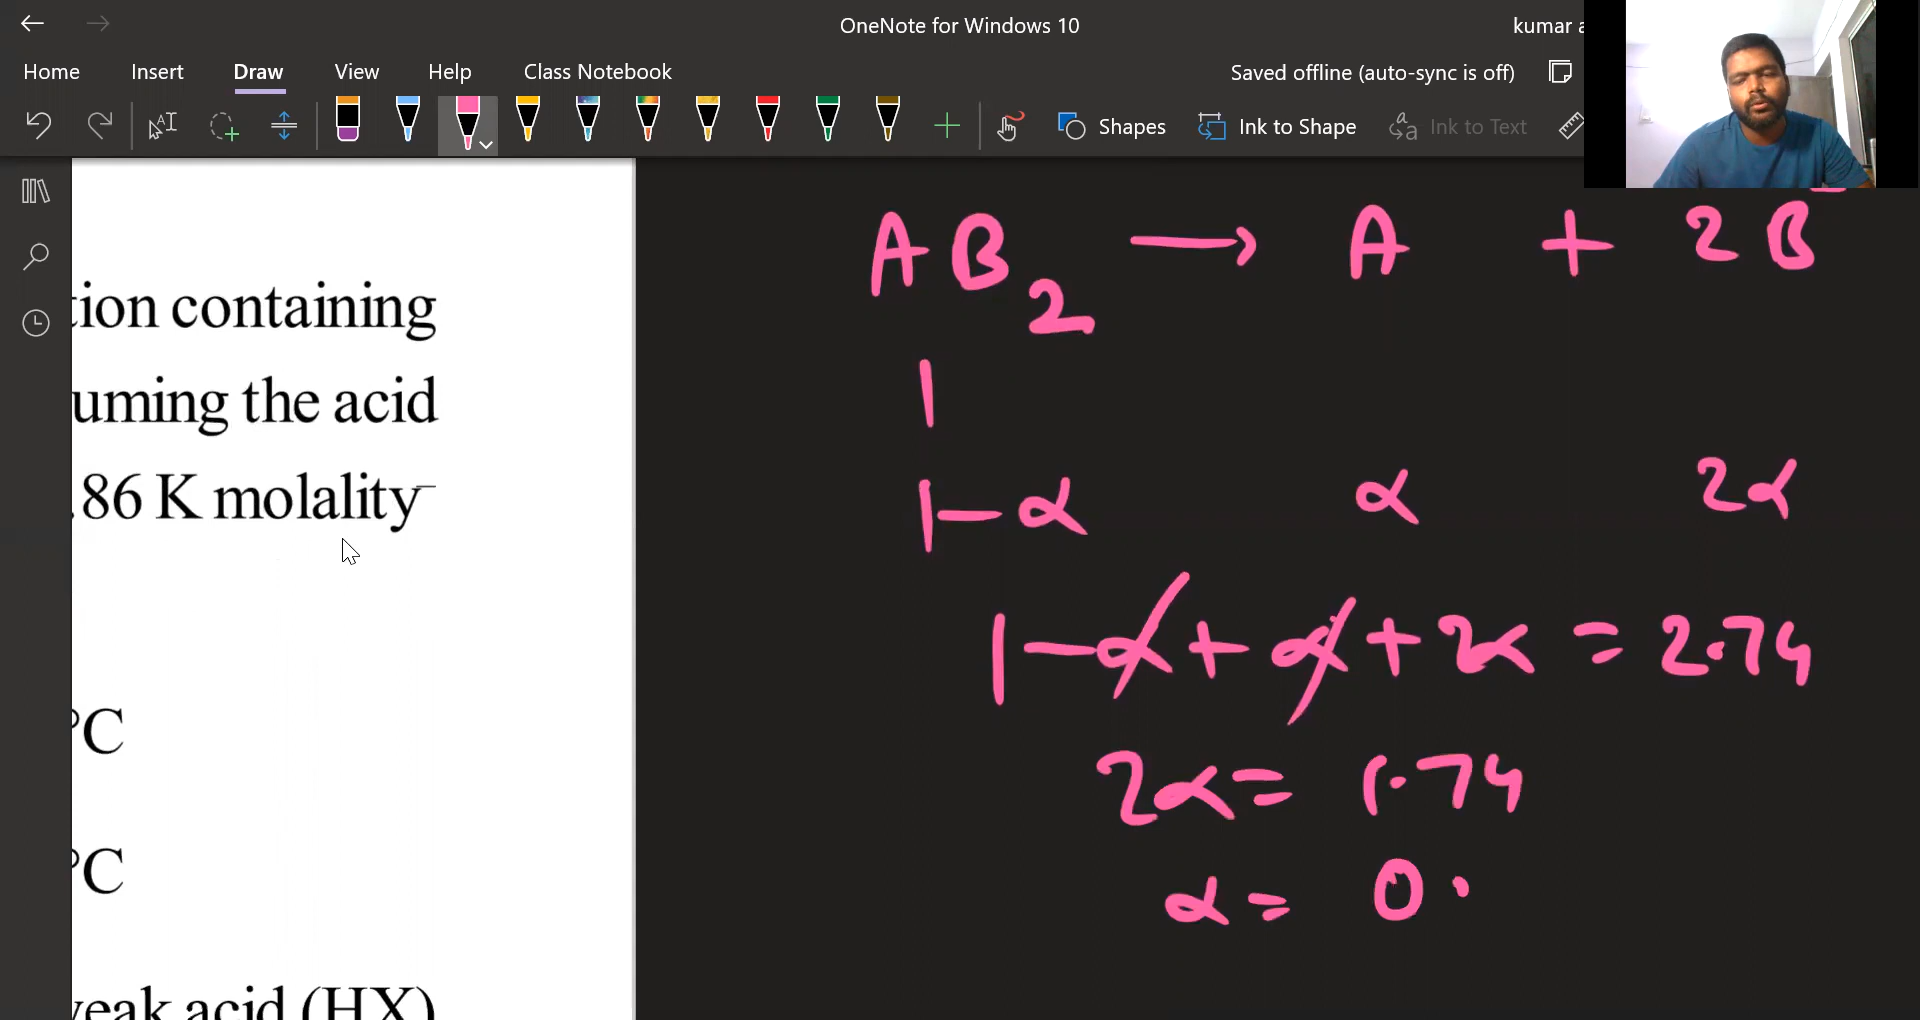 OneNote for Windows 10
kumar a
Home Insert Draw View Help Class Notebook
Saved offline (auto-sync is off)
Shapes Ink to Shape Ink to Text
tion containing
uming the acid
.86 K molality⁻
°C
°C
veak acid (HX)
AB₂ → A + 2B
1
1-α α 2α
1-α+α+2α = 2.74
2α = 1.74
α = 0.